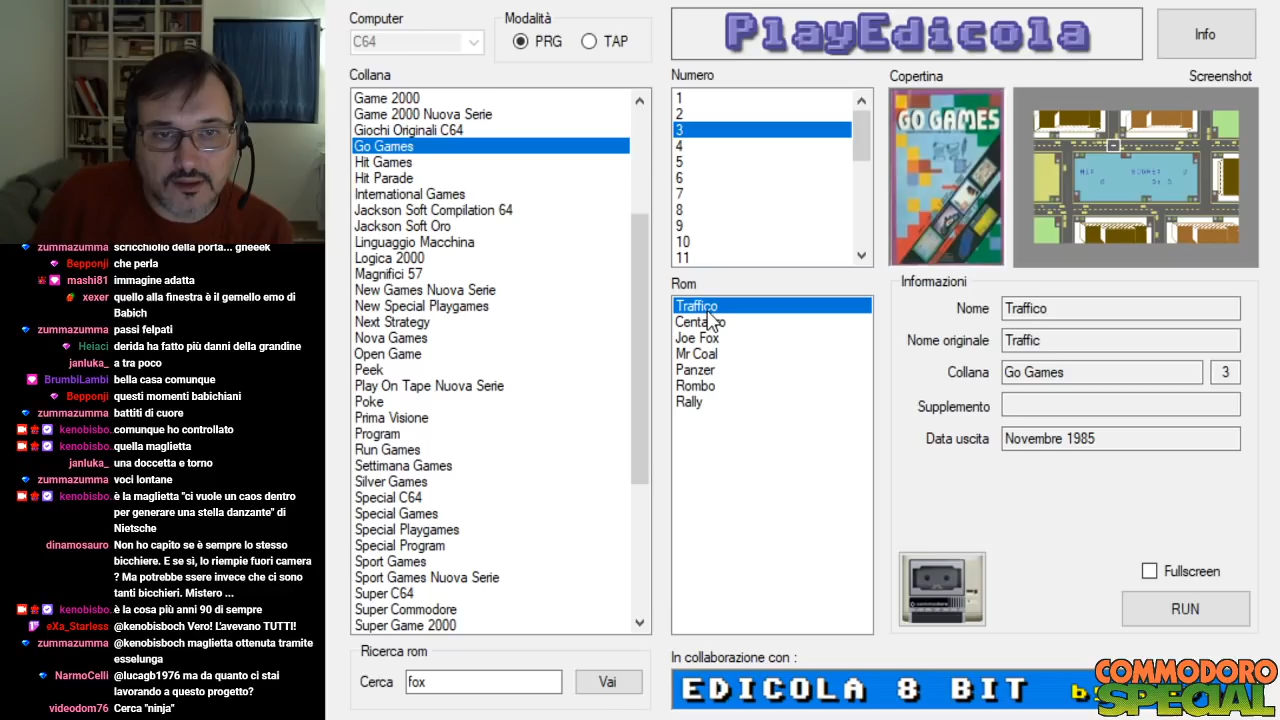 Computer
Modalità
C64
PRG
TAP
PlayEdicola
Info
Collana
Numero
Copertina
Screenshot
Game 2000
Game 2000 Nuova Serie
Giochi Originali C64
Go Games
Hit Games
Hit Parade
International Games
Jackson Soft Compilation 64
Jackson Soft Oro
Linguaggio Macchina
Logica 2000
Magnifici 57
New Games Nuova Serie
New Special Playgames
Next Strategy
Nova Games
Open Game
Peek
Play On Tape Nuova Serie
Poke
Prima Visione
Program
Run Games
Settimana Games
Silver Games
Special C64
Special Games
Special Playgames
Special Program
Sport Games
Sport Games Nuova Serie
Super C64
Super Commodore
Super Game 2000
1
2
3
4
5
6
7
8
9
10
11
GO GAMES
Rom
Traffico
Joe Fox
Mr Coal
Panzer
Rombo
Rally
Informazioni
Nome
Traffico
Nome originale
Traffic
Collana
Go Games
3
Supplemento
Data uscita
Novembre 1985
Fullscreen
RUN
Ricerca rom
Cerca
fox
Vai
In collaborazione con :
EDICOLA 8 BIT
COMMODORO
SPECIAL
zummazumma scricchiolio della porta... gneeek
Bepponji che perla
mashi81 immagine adatta
xexer quello alla finestra è il gemello emo di
Babich
zummazumma passi felpati
Heiaci derida ha fatto più danni della grandine
janluka_ a tra poco
BrumbiLambi bella casa comunque
Bepponji questi momenti babichiani
zummazumma battiti di cuore
kenobisbo. comunque ho controllato
kenobisbo. quella maglietta
janluka_ una doccetta e torno
zummazumma voci lontane
kenobisbo. è la maglietta "ci vuole un caos dentro
per generare una stella danzante" di
Nietsche
dinamosauro Non ho capito se è sempre lo stesso
bicchiere. E se sì, lo riempie fuori camera
? Ma potrebbe ssere invece che ci sono
tanti bicchieri. Mistero ...
kenobisbo. è la cosa più anni 90 di sempre
eXa_Starless @kenobisboch Vero! L'avevano TUTTI!
zummazumma @kenobisboch maglietta ottenuta tramite
esselunga
NarmoCelli @lucagb1976 ma da quanto ci stai
lavorando a questo progetto?
videodom76 Cerca "ninja"